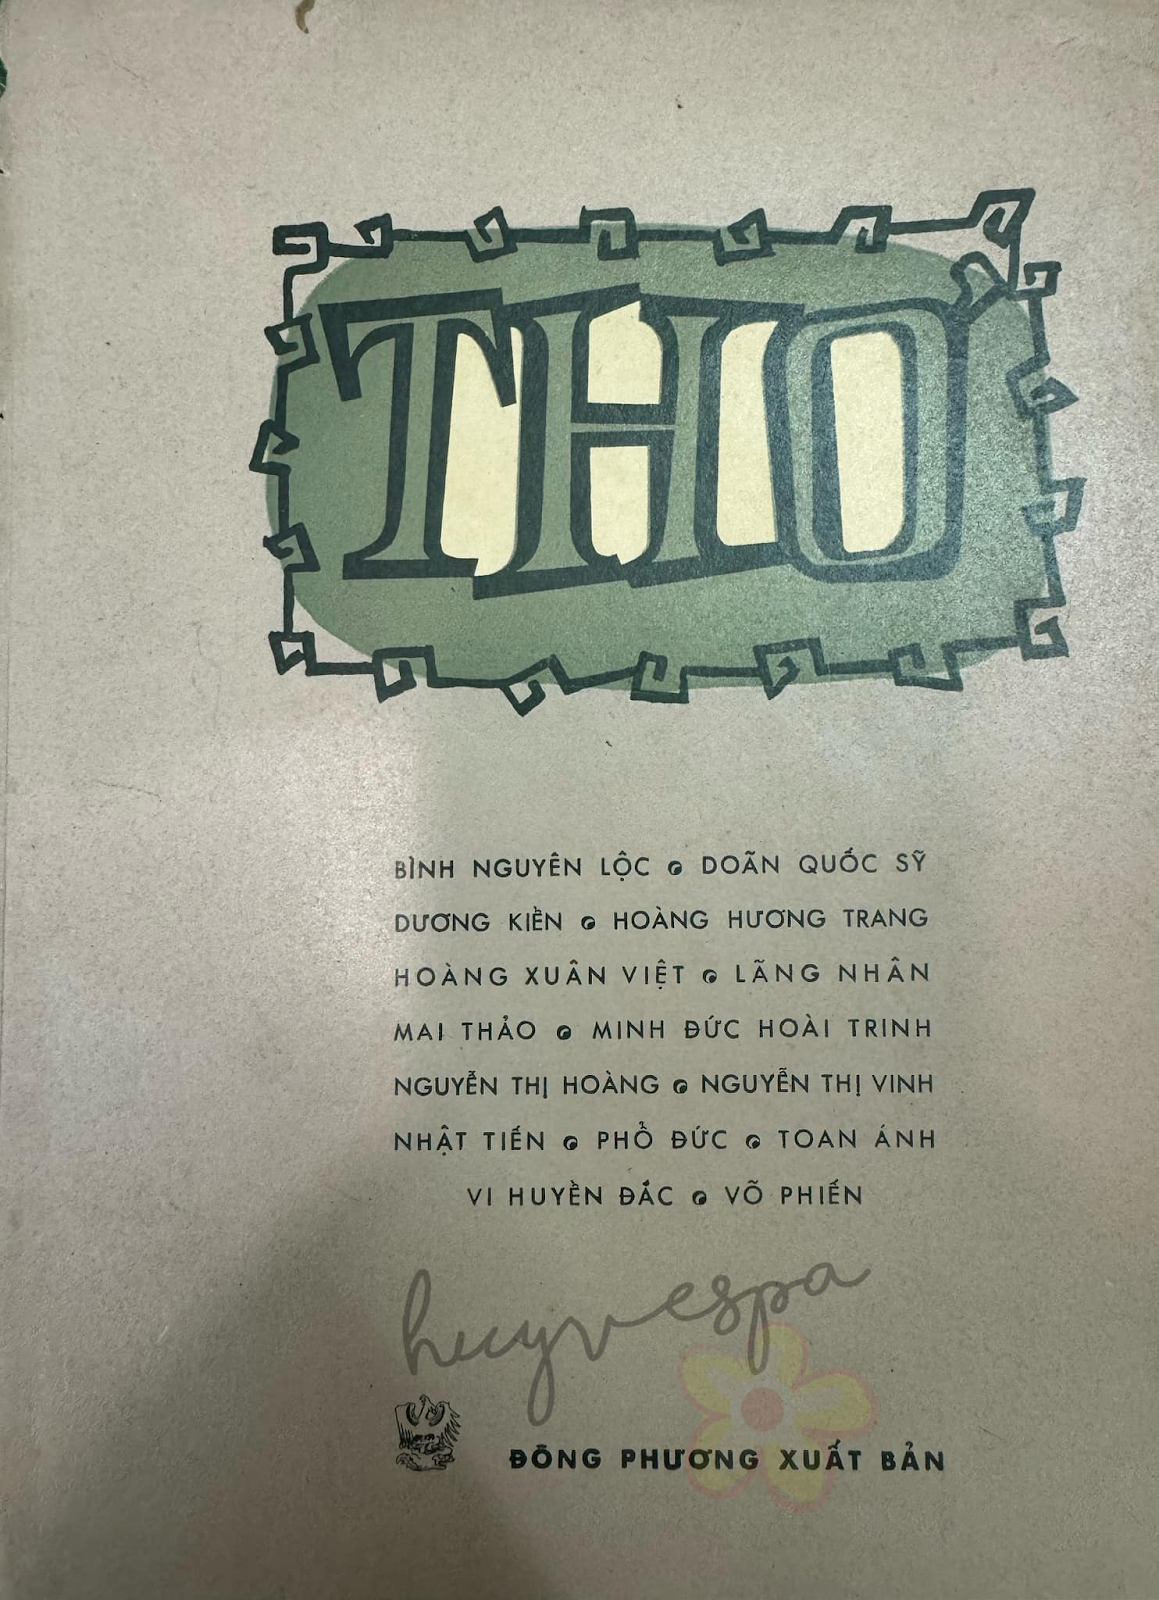 THƠ
BÌNH NGUYÊN LỘC • DOÃN QUỐC SỸ
DƯƠNG KIỀN • HOÀNG HƯƠNG TRANG
HOÀNG XUÂN VIỆT • LÃNG NHÂN
MAI THẢO • MINH ĐỨC HOÀI TRINH
NGUYỄN THỊ HOÀNG • NGUYỄN THỊ VINH
NHẬT TIẾN • PHỔ ĐỨC • TOAN ÁNH
VI HUYỀN ĐẮC • VÕ PHIẾN
huyvespa
ĐÔNG PHƯƠNG XUẤT BẢN